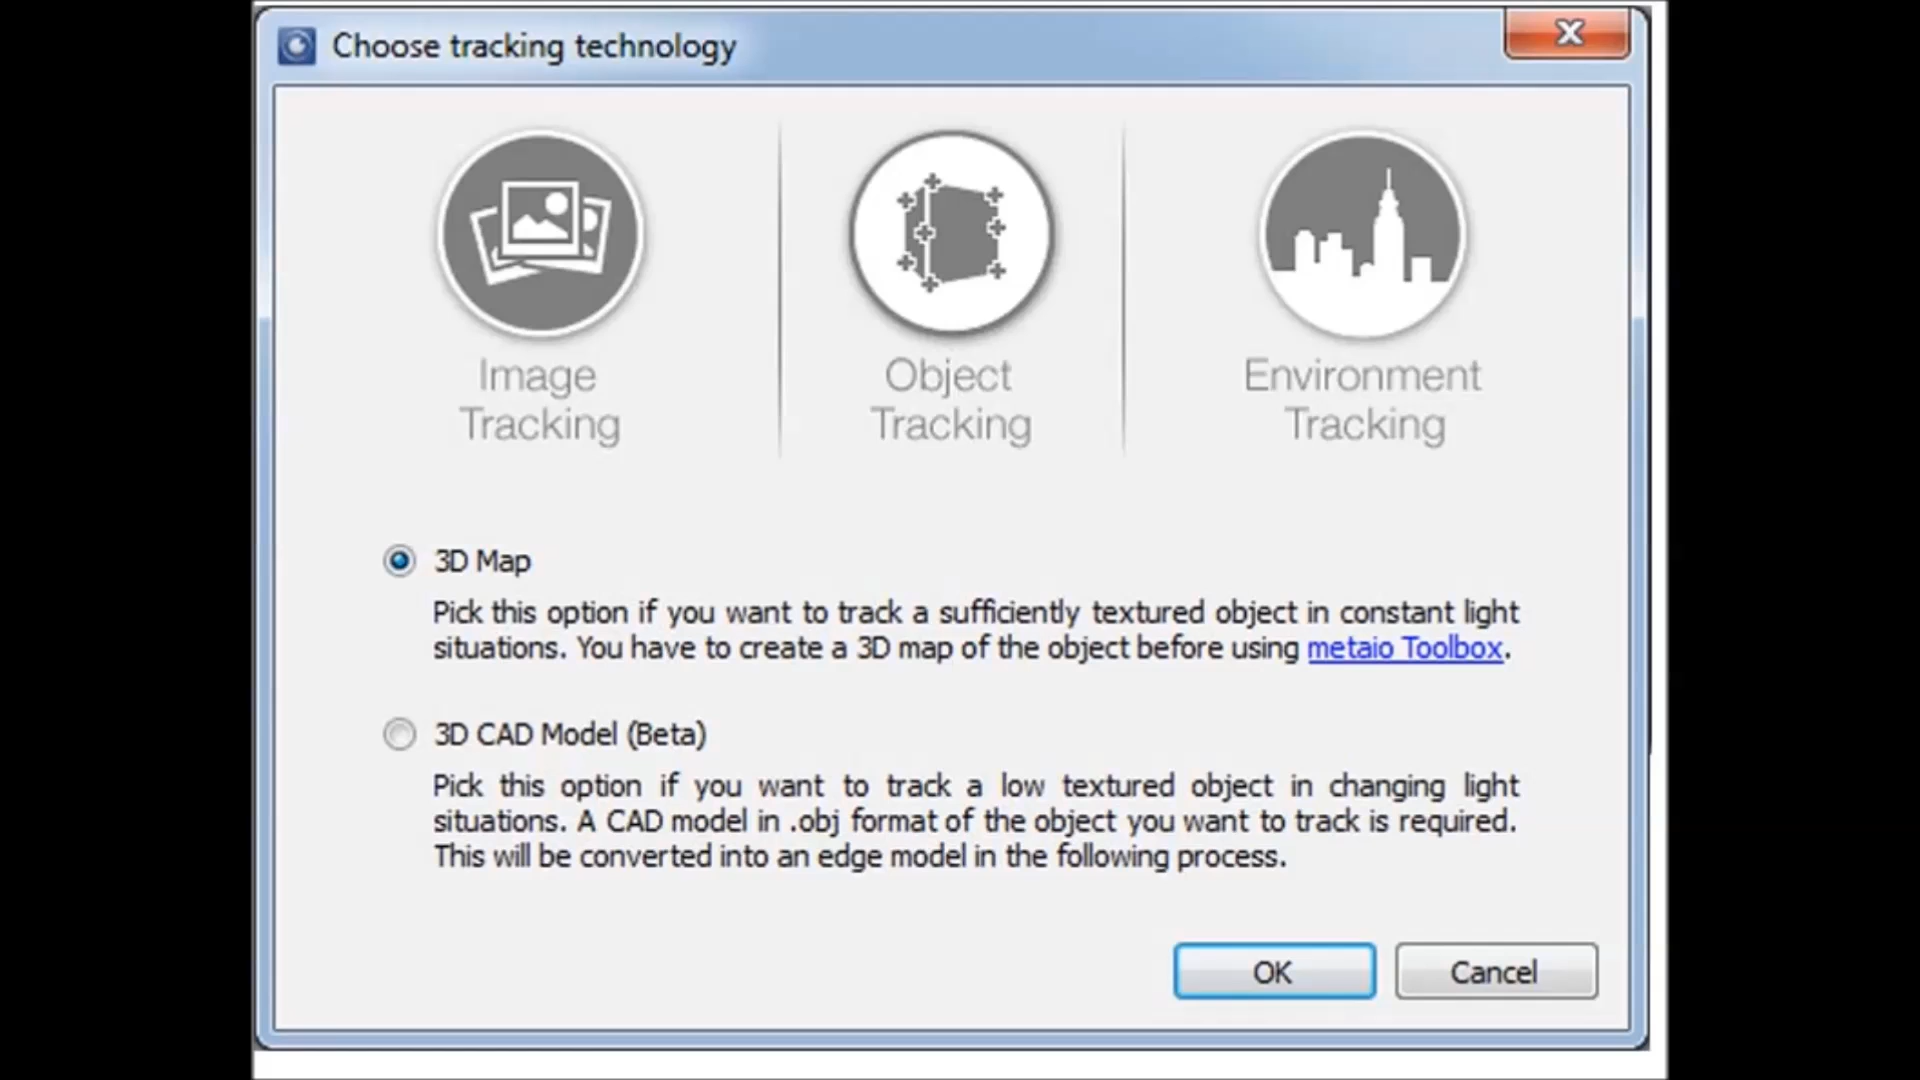 Choose tracking technology
Image
Tracking
Object
Tracking
Environment
Tracking
3D Map
Pick this option if you want to track a sufficiently textured object in constant light
situations. You have to create a 3D map of the object before using metaio Toolbox.
3D CAD Model (Beta)
Pick this option if you want to track a low textured object in changing light
situations. A CAD model in .obj format of the object you want to track is required.
This will be converted into an edge model in the following process.
OK
Cancel